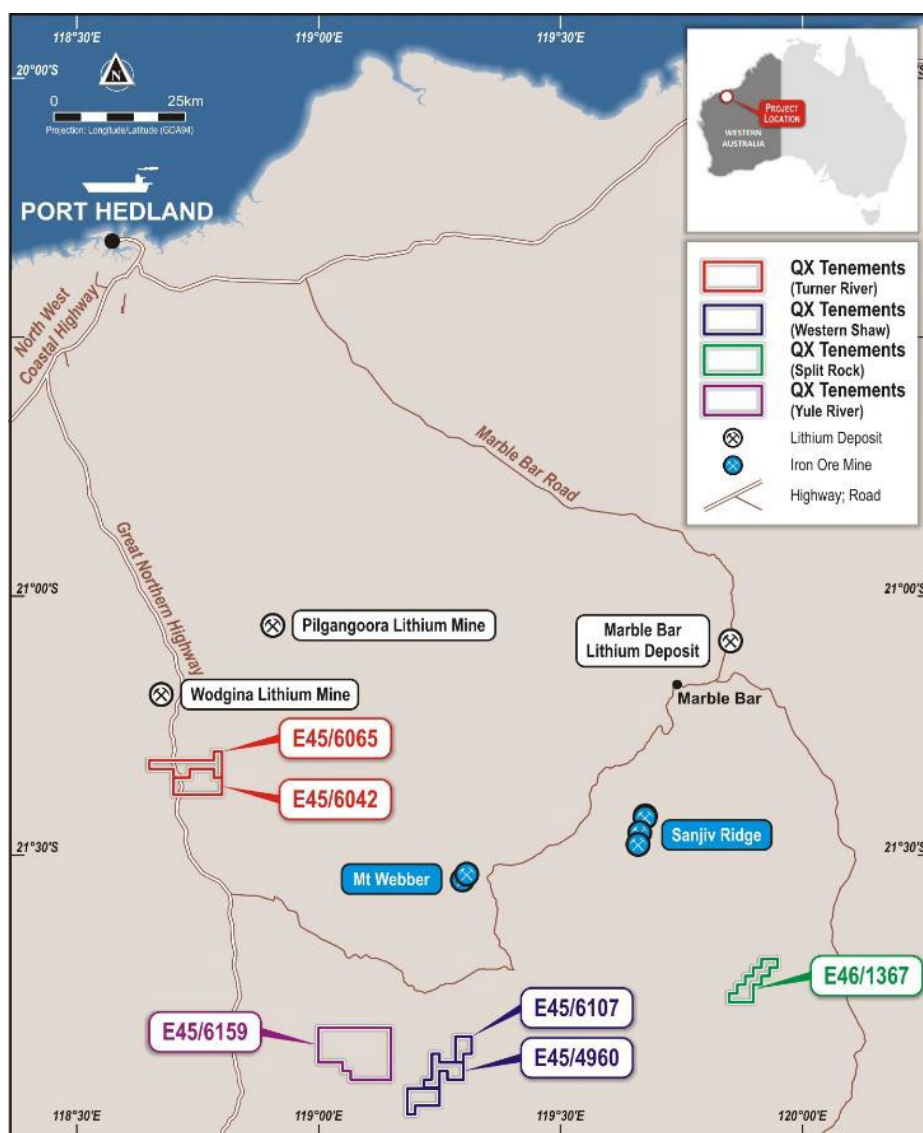 118°30'E
119°00'E
119°30'E
20°00'S
N
0
25km
Projection: Longitude/Latitude (GDA94)
PROJECT
LOCATION
WESTERN
AUSTRALIA
PORT HEDLAND
North West
Coastal Highway
Marble Bar Road
Great Northern Highway
QX Tenements
(Turner River)
QX Tenements
(Western Shaw)
QX Tenements
(Split Rock)
QX Tenements
(Yule River)
Lithium Deposit
Iron Ore Mine
Highway; Road
21°00'S
21°00'S
Pilgangoora Lithium Mine
Marble Bar
Lithium Deposit
Wodgina Lithium Mine
Marble Bar
E45/6065
E45/6042
Sanjiv Ridge
21°30'S
21°30'S
Mt Webber
E46/1367
E45/6107
E45/6159
E45/4960
118°30'E
119°00'E
119°30'E
120°00'E